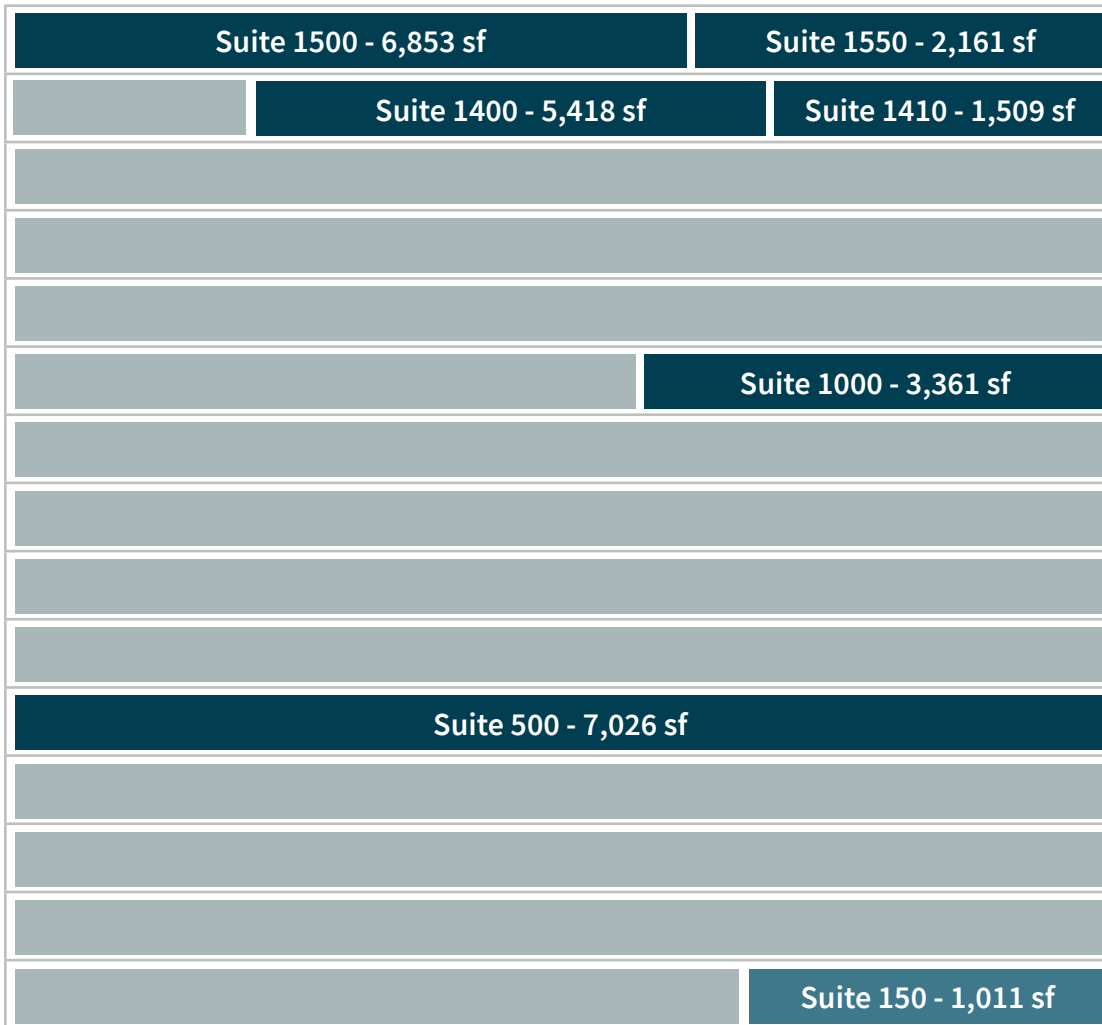 Suite 1500 - 6,853 sf
Suite 1550 - 2,161 sf
Suite 1400 - 5,418 sf
Suite 1410 - 1,509 sf
Suite 1000 - 3,361 sf
Suite 500 - 7,026 sf
Suite 150 - 1,011 sf